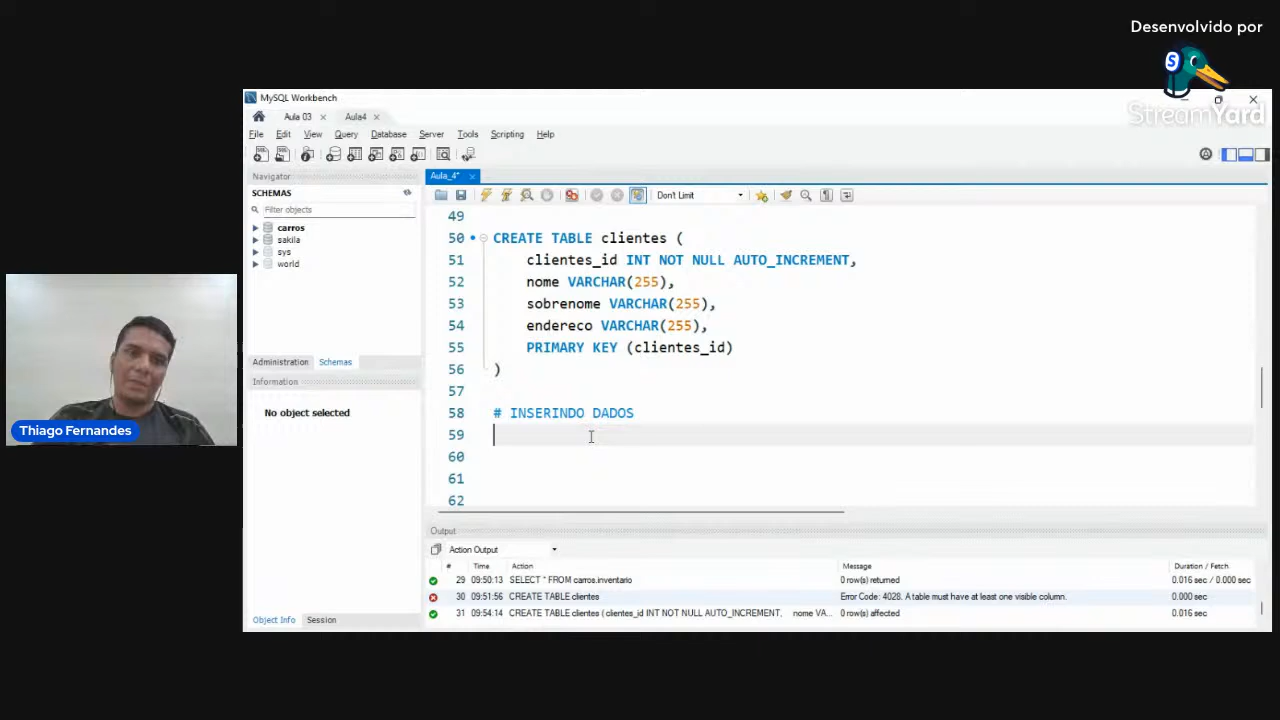 Desenvolvido por
StreamYard
MySQL Workbench
Aula 03
Aula4
File Edit View Query Database Server Tools Scripting Help
Navigator
Aula_4*
SCHEMAS
Don't Limit
Filter objects
carros
sakila
sys
world
49
50 CREATE TABLE clientes (
51 clientes_id INT NOT NULL AUTO_INCREMENT,
52 nome VARCHAR(255),
53 sobrenome VARCHAR(255),
54 endereco VARCHAR(255),
55 PRIMARY KEY (clientes_id)
56 )
57
58 # INSERINDO DADOS
59
60
61
62
Administration Schemas
Information
No object selected
Thiago Fernandes
Output
Action Output
# Time Action Message Duration / Fetch
29 09:50:13 SELECT * FROM carros.inventario 0 row(s) returned 0.016 sec / 0.000 sec
30 09:51:56 CREATE TABLE clientes Error Code: 4028. A table must have at least one visible column. 0.000 sec
31 09:54:14 CREATE TABLE clientes ( clientes_id INT NOT NULL AUTO_INCREMENT, nome VA... 0 row(s) affected 0.016 sec
Object Info Session